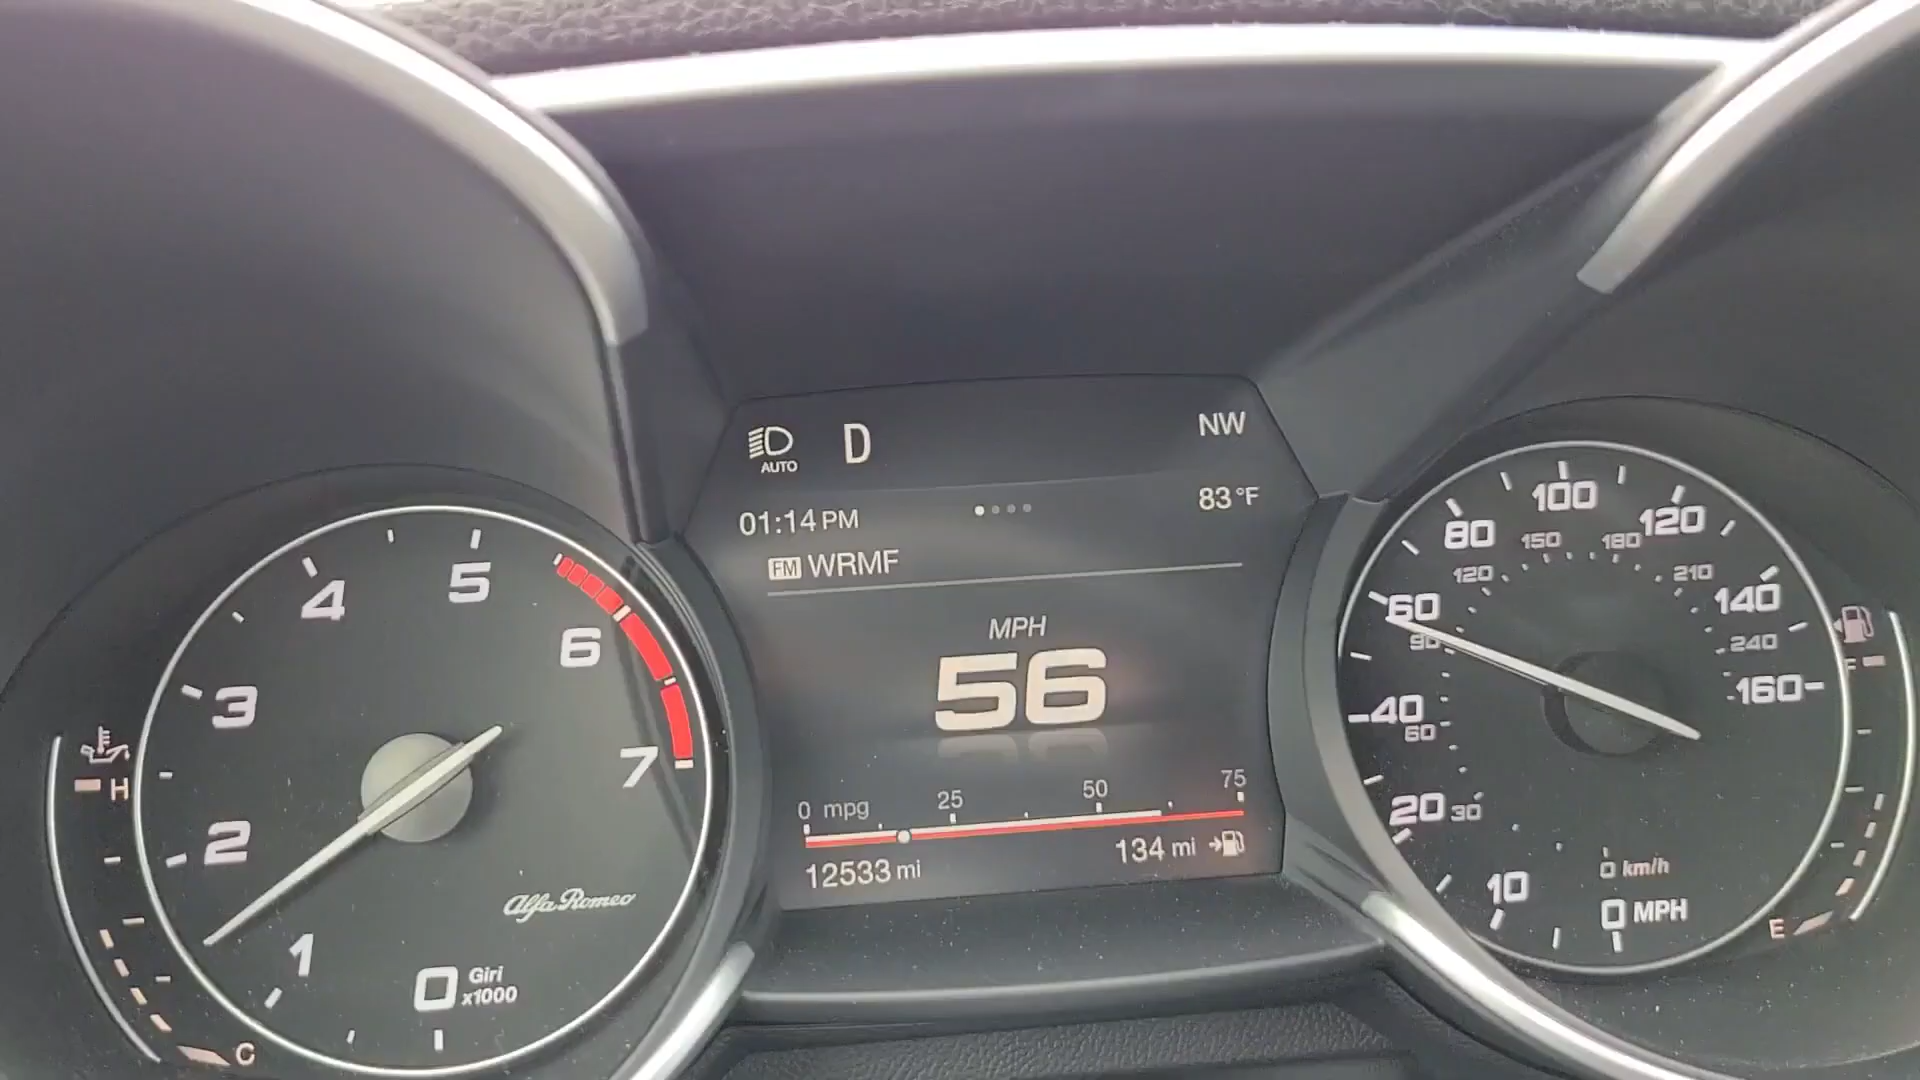 AUTO
D
NW
01:14 PM
83 °F
FM WRMF
MPH
56
0 mpg 25 50 75
12533 mi
134 mi
H
C
0 Giri
x1000
1
2
3
4
5
6
7
Alfa Romeo
0 MPH
10
20
40
60
80
100
120
140
160
0 km/h
30
60
90
120
150
180
210
240
F
E